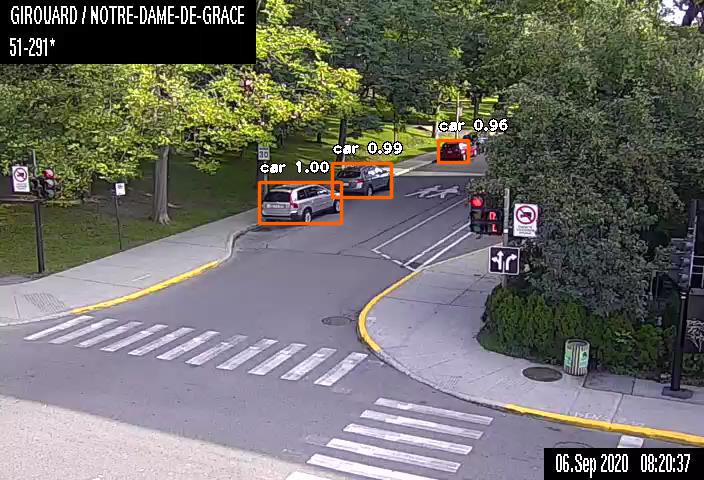 GIROUARD / NOTRE-DAME-DE-GRACE
51-291*
car 0.96
car 0.99
car 1.00
30
06.Sep 2020 08:20:37